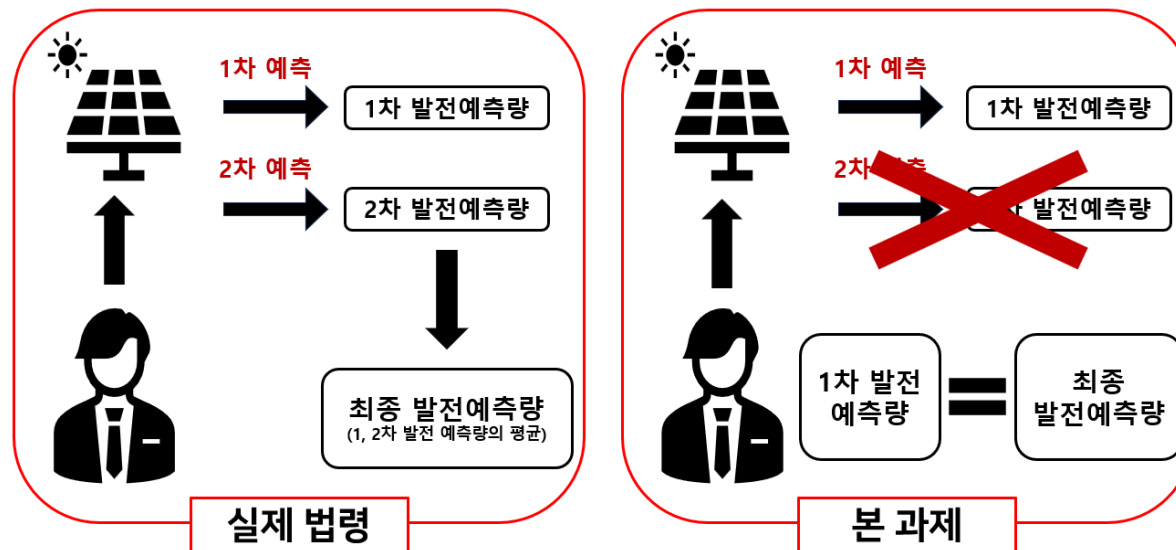 1차 예측
1차 발전예측량
2차 예측
2차 발전예측량
최종 발전예측량
(1, 2차 발전 예측량의 평균)
실제 법령
1차 예측
1차 발전예측량
2차
발전예측량
1차 발전
예측량
최종
발전예측량
본 과제